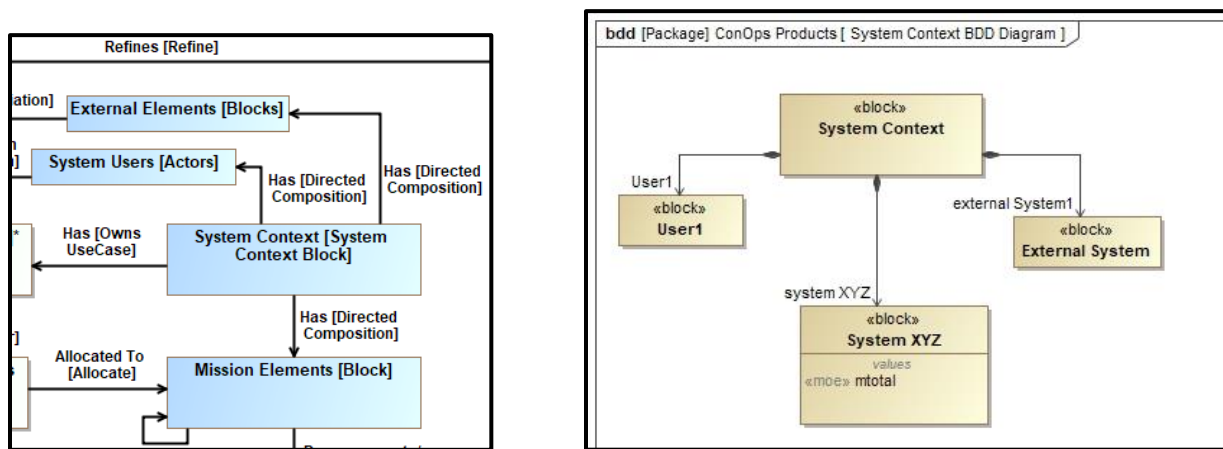 Refines [Refine]
iation]
External Elements [Blocks]
System Users [Actors]
Has [Directed
Composition]
Has [Directed
Composition]
Has [Owns
UseCase]
System Context [System
Context Block]
Has [Directed
Composition]
Allocated To
[Allocate]
Mission Elements [Block]
bdd [Package] ConOps Products [ System Context BDD Diagram ]
«block»
System Context
User1
«block»
User1
external System1
«block»
External System
system XYZ
«block»
System XYZ
values
«moe» mtotal